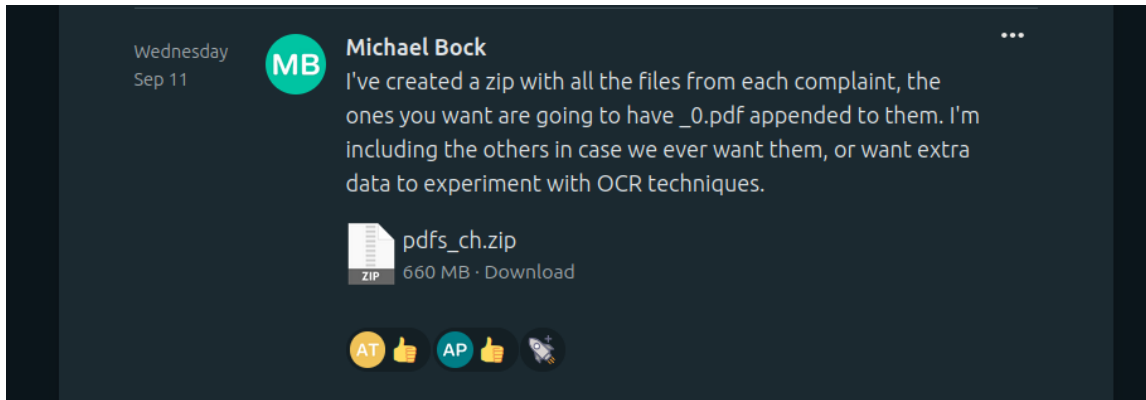 Wednesday
Sep 11
MB
Michael Bock
I've created a zip with all the files from each complaint, the
ones you want are going to have _0.pdf appended to them. I'm
including the others in case we ever want them, or want extra
data to experiment with OCR techniques.
ZIP
pdfs_ch.zip
660 MB · Download
AT
AP